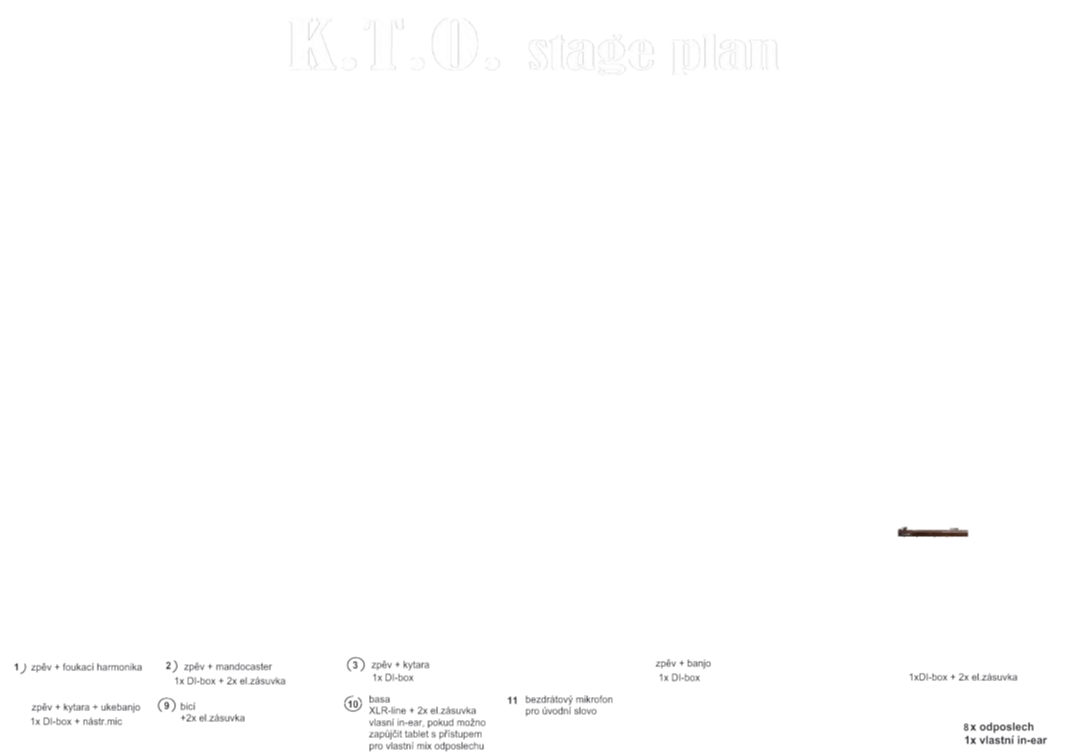 K.T.O. stage plan
1) zpěv + foukací harmonika
2) zpěv + mandocaster
1x DI-box + 2x el.zásuvka
3 zpěv + kytara
1x DI-box
zpěv + banjo
1x DI-box
1xDI-box + 2x el.zásuvka
zpěv + kytara + ukebanjo
1x DI-box + nástr.mic
9 bicí
+2x el.zásuvka
10 basa
XLR-line + 2x el.zásuvka
vlasní in-ear, pokud možno
zapůjčit tablet s přístupem
pro vlastní mix odposlechu
11 bezdrátový mikrofon
pro úvodní slovo
8x odposlech
1x vlastní in-ear